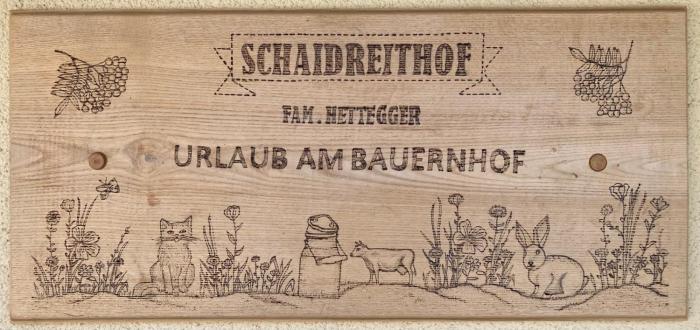 SCHAIDREITHOF
FAM. HETTEGGER
URLAUB AM BAUERNHOF